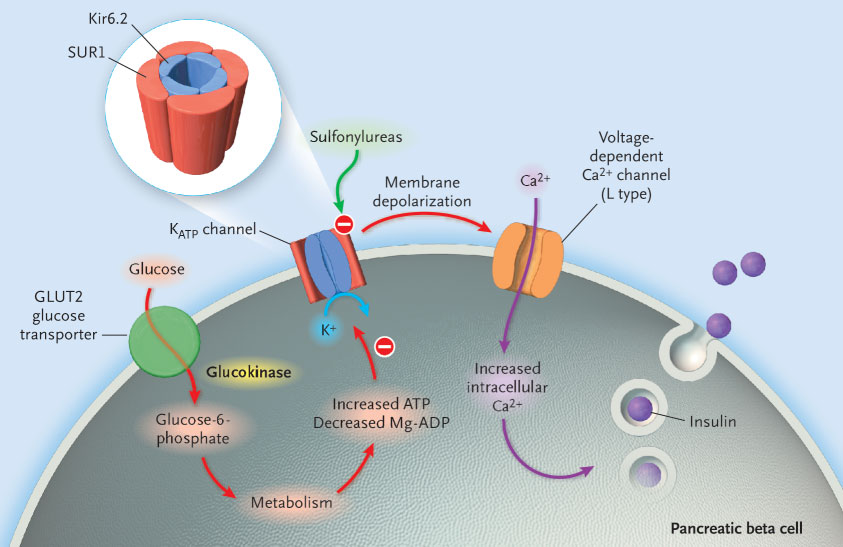 Kir6.2
SUR1
Sulfonylureas
Voltage-
dependent
Ca2+ channel
(L type)
Membrane
depolarization
Ca2+
KATP channel
Glucose
GLUT2
glucose
transporter
K+
Glucokinase
Increased
intracellular
Ca2+
Increased ATP
Decreased Mg-ADP
Glucose-6-
phosphate
Insulin
Metabolism
Pancreatic beta cell